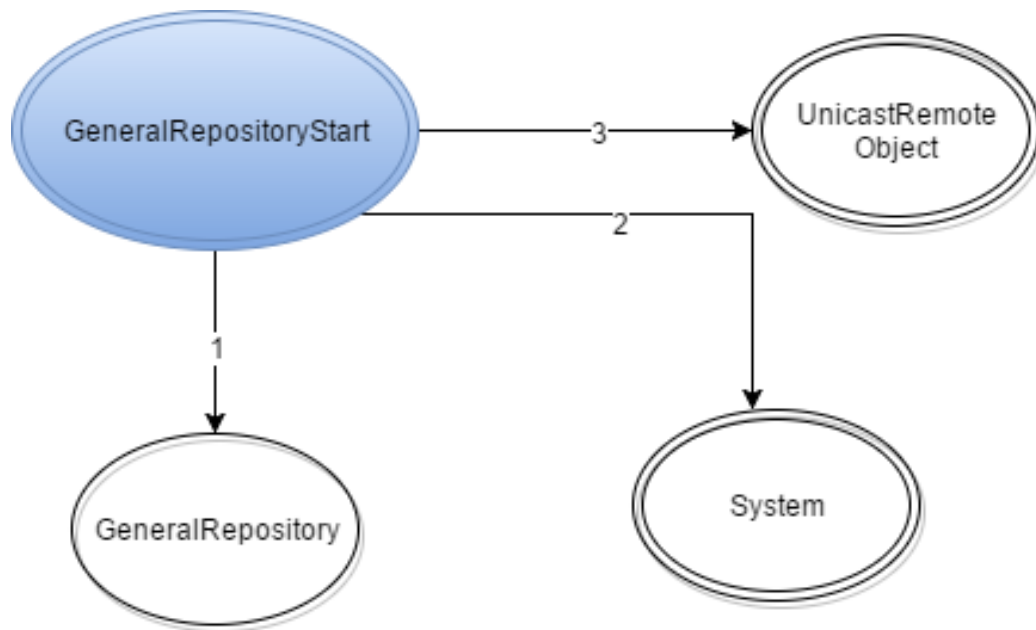 GeneralRepositoryStart
UnicastRemote
Object
3
2
1
GeneralRepository
System